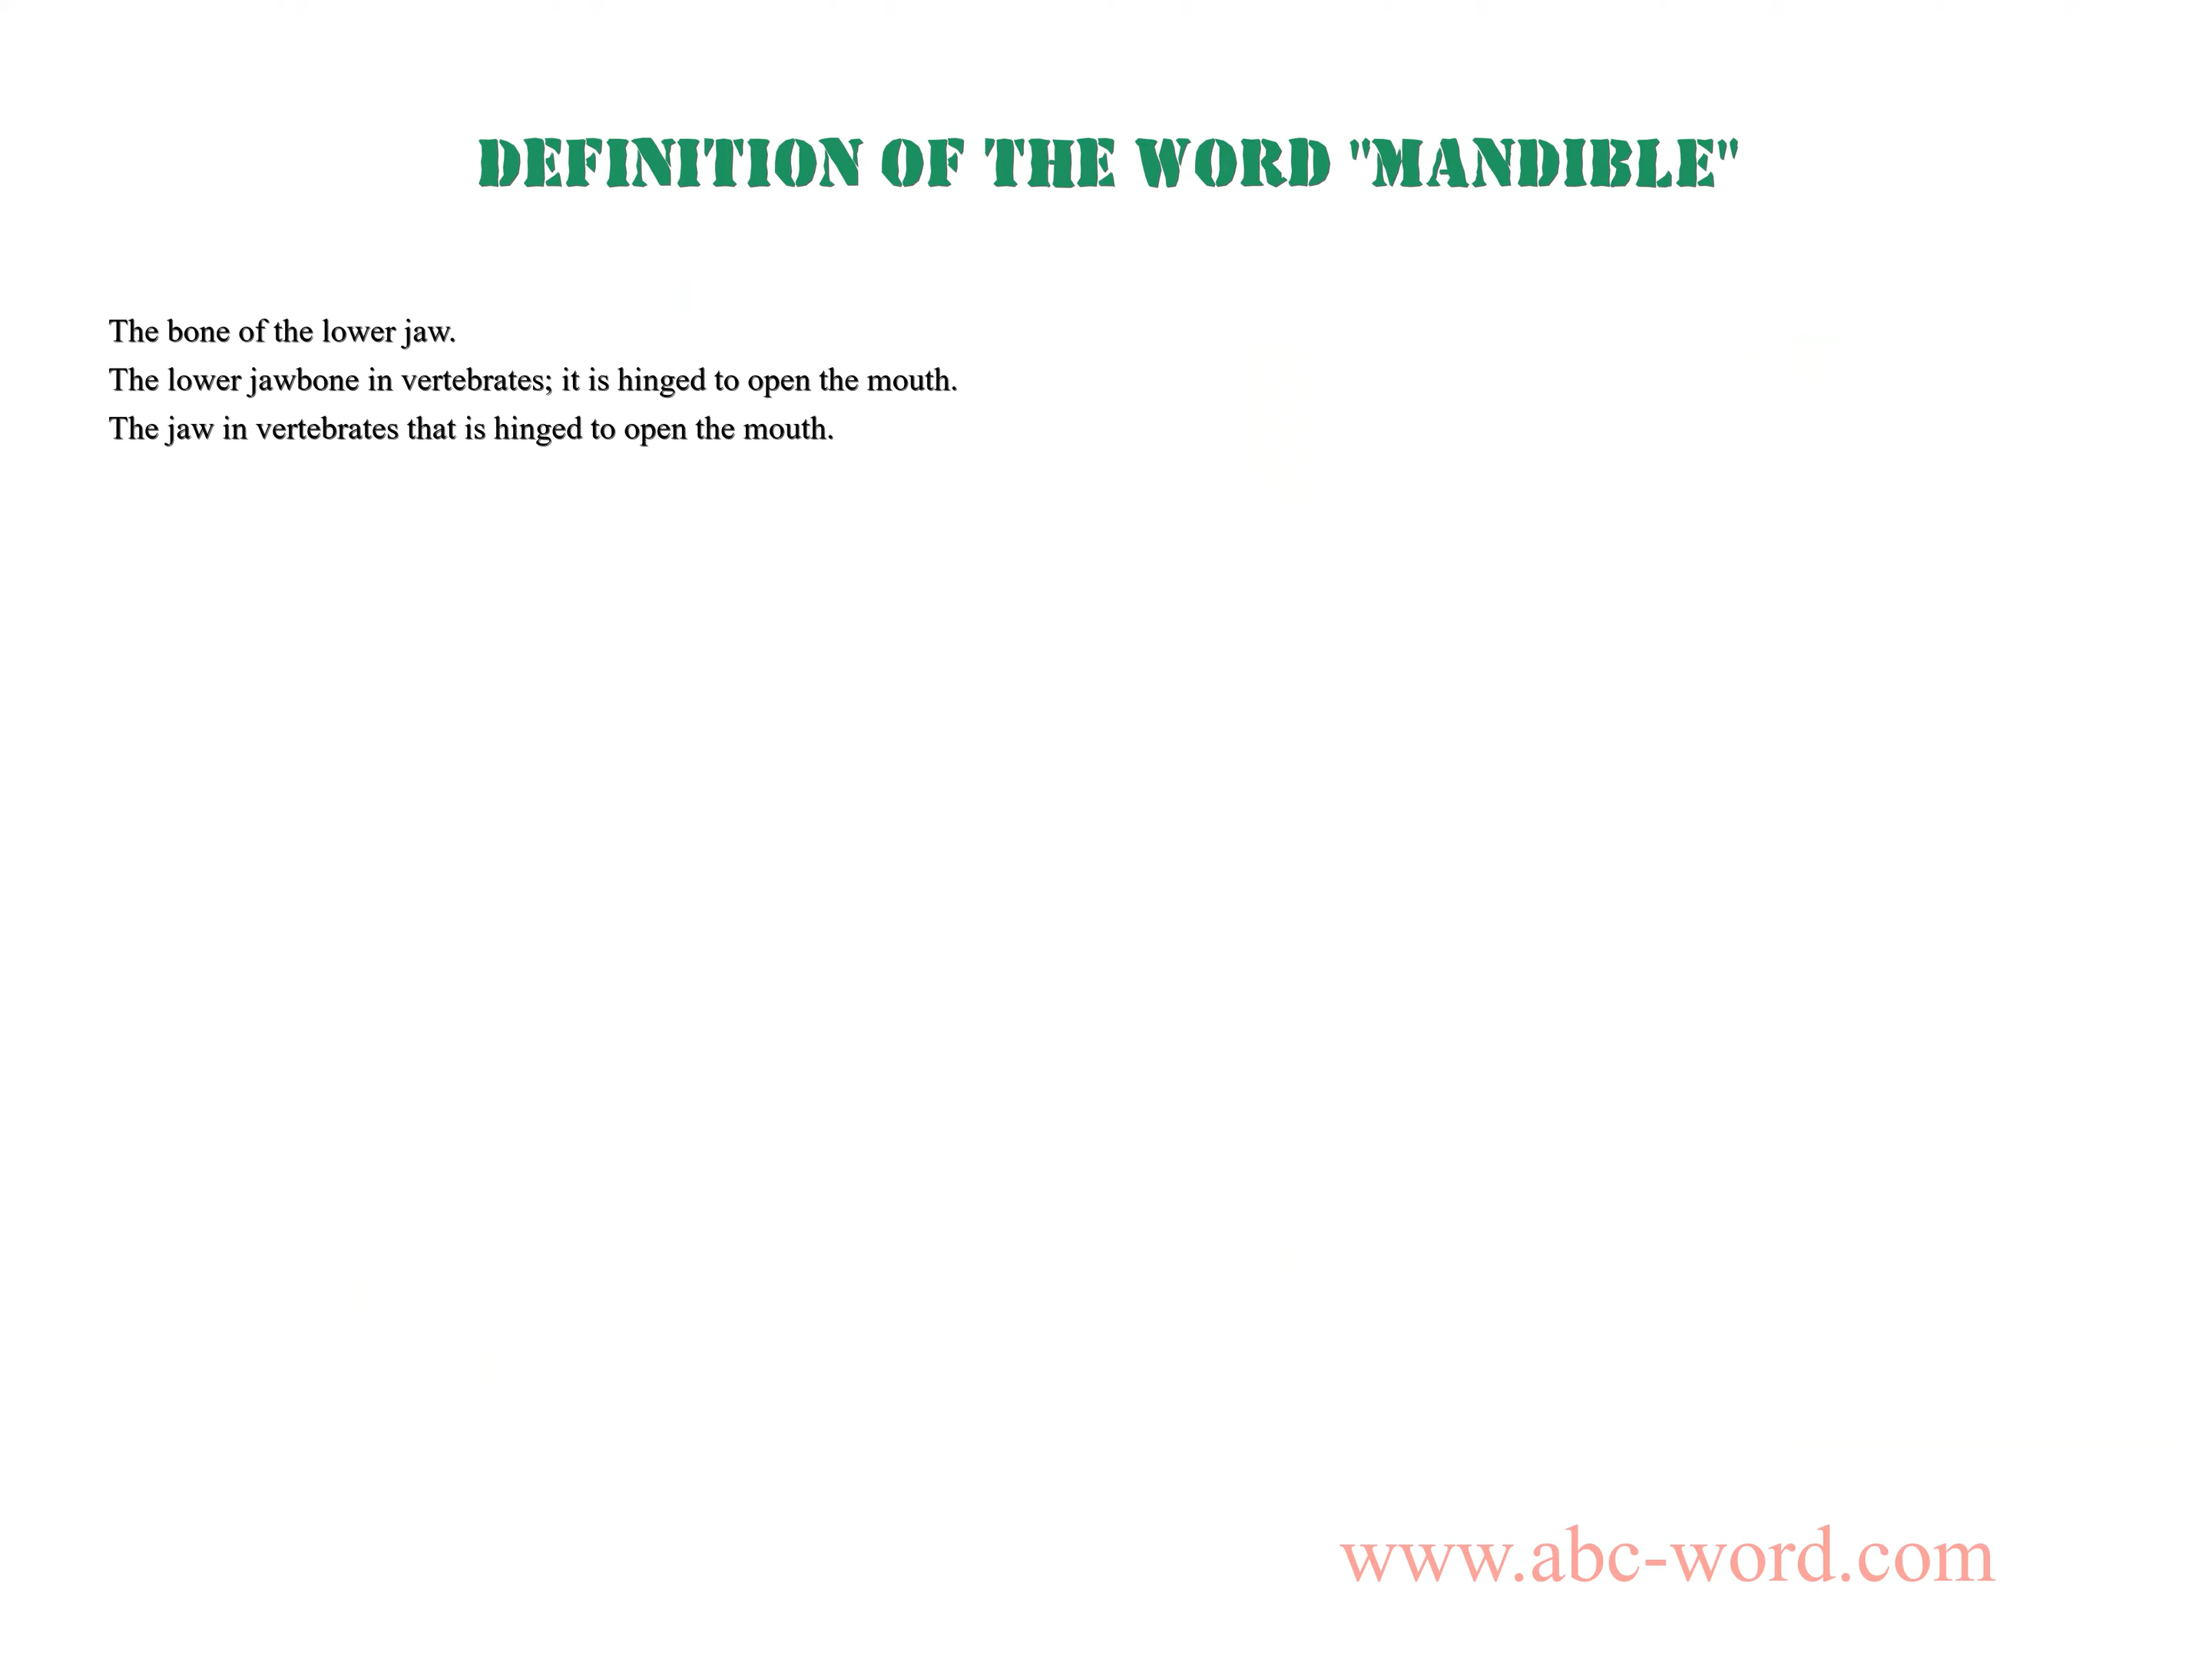 DEFINITION OF THE WORD "MANDIBLE"
The bone of the lower jaw.
The lower jawbone in vertebrates; it is hinged to open the mouth.
The jaw in vertebrates that is hinged to open the mouth.
www.abc-word.com